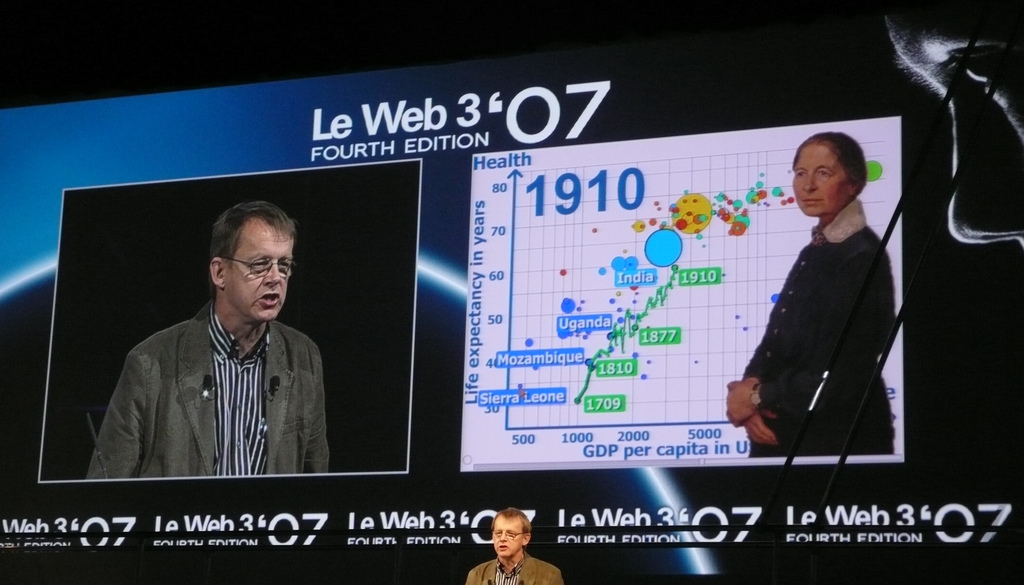 Le Web 3 '07
FOURTH EDITION
Health
1910
80
70
60
50
40
30
Life expectancy in years
India
1910
Uganda
1877
Mozambique
1810
Sierra Leone
1709
500 1000 2000 5000
GDP per capita in U
e
Web 3 '07
RTH EDITION
Le Web 3 '07
FOURTH EDITION
Le Web 3 '07
FOURTH EDITION
Le Web 3 '07
FOURTH EDITION
Le Web 3 '07
FOURTH EDITION